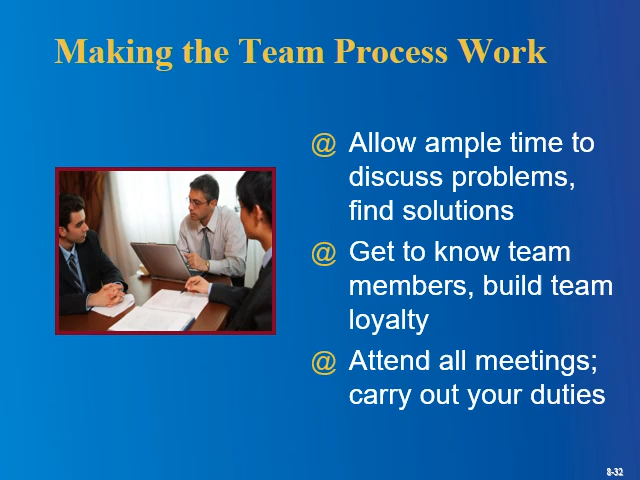 Making the Team Process Work
@ Allow ample time to
discuss problems,
find solutions
@ Get to know team
members, build team
loyalty
@ Attend all meetings;
carry out your duties
8-32